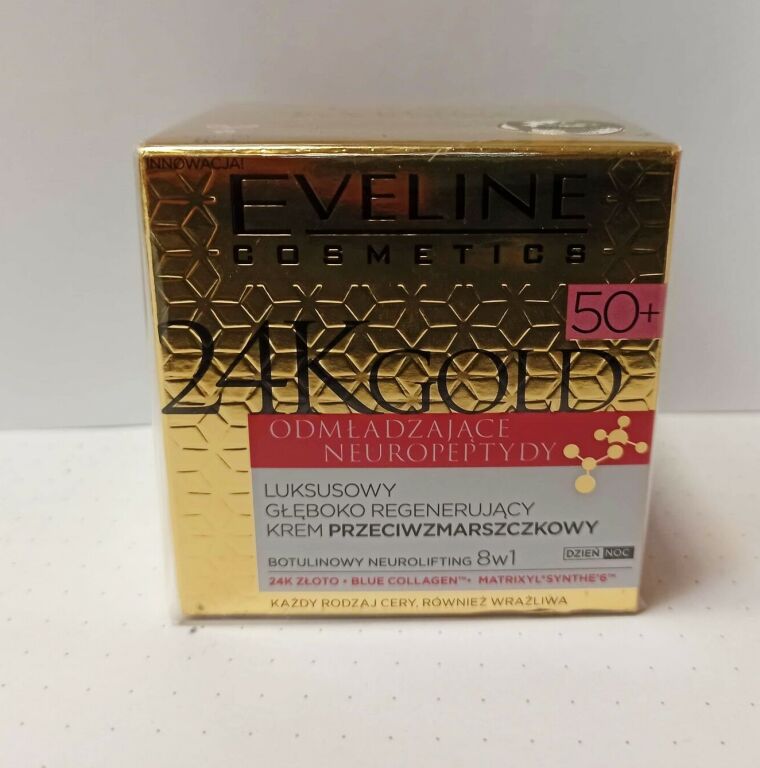 INNOWACJA!
EVELINE
COSMETICS
50+
24K GOLD
ODMŁADZAJĄCE
NEUROPEPTYDY
LUKSUSOWY
GŁĘBOKO REGENERUJĄCY
KREM PRZECIWZMARSZCZKOWY
BOTULINOWY NEUROLIFTING 8w1
DZIEŃ NOC
24K ZŁOTO • BLUE COLLAGEN™ • MATRIXYL®SYNTHE'6™
KAŻDY RODZAJ CERY, RÓWNIEŻ WRAŻLIWA